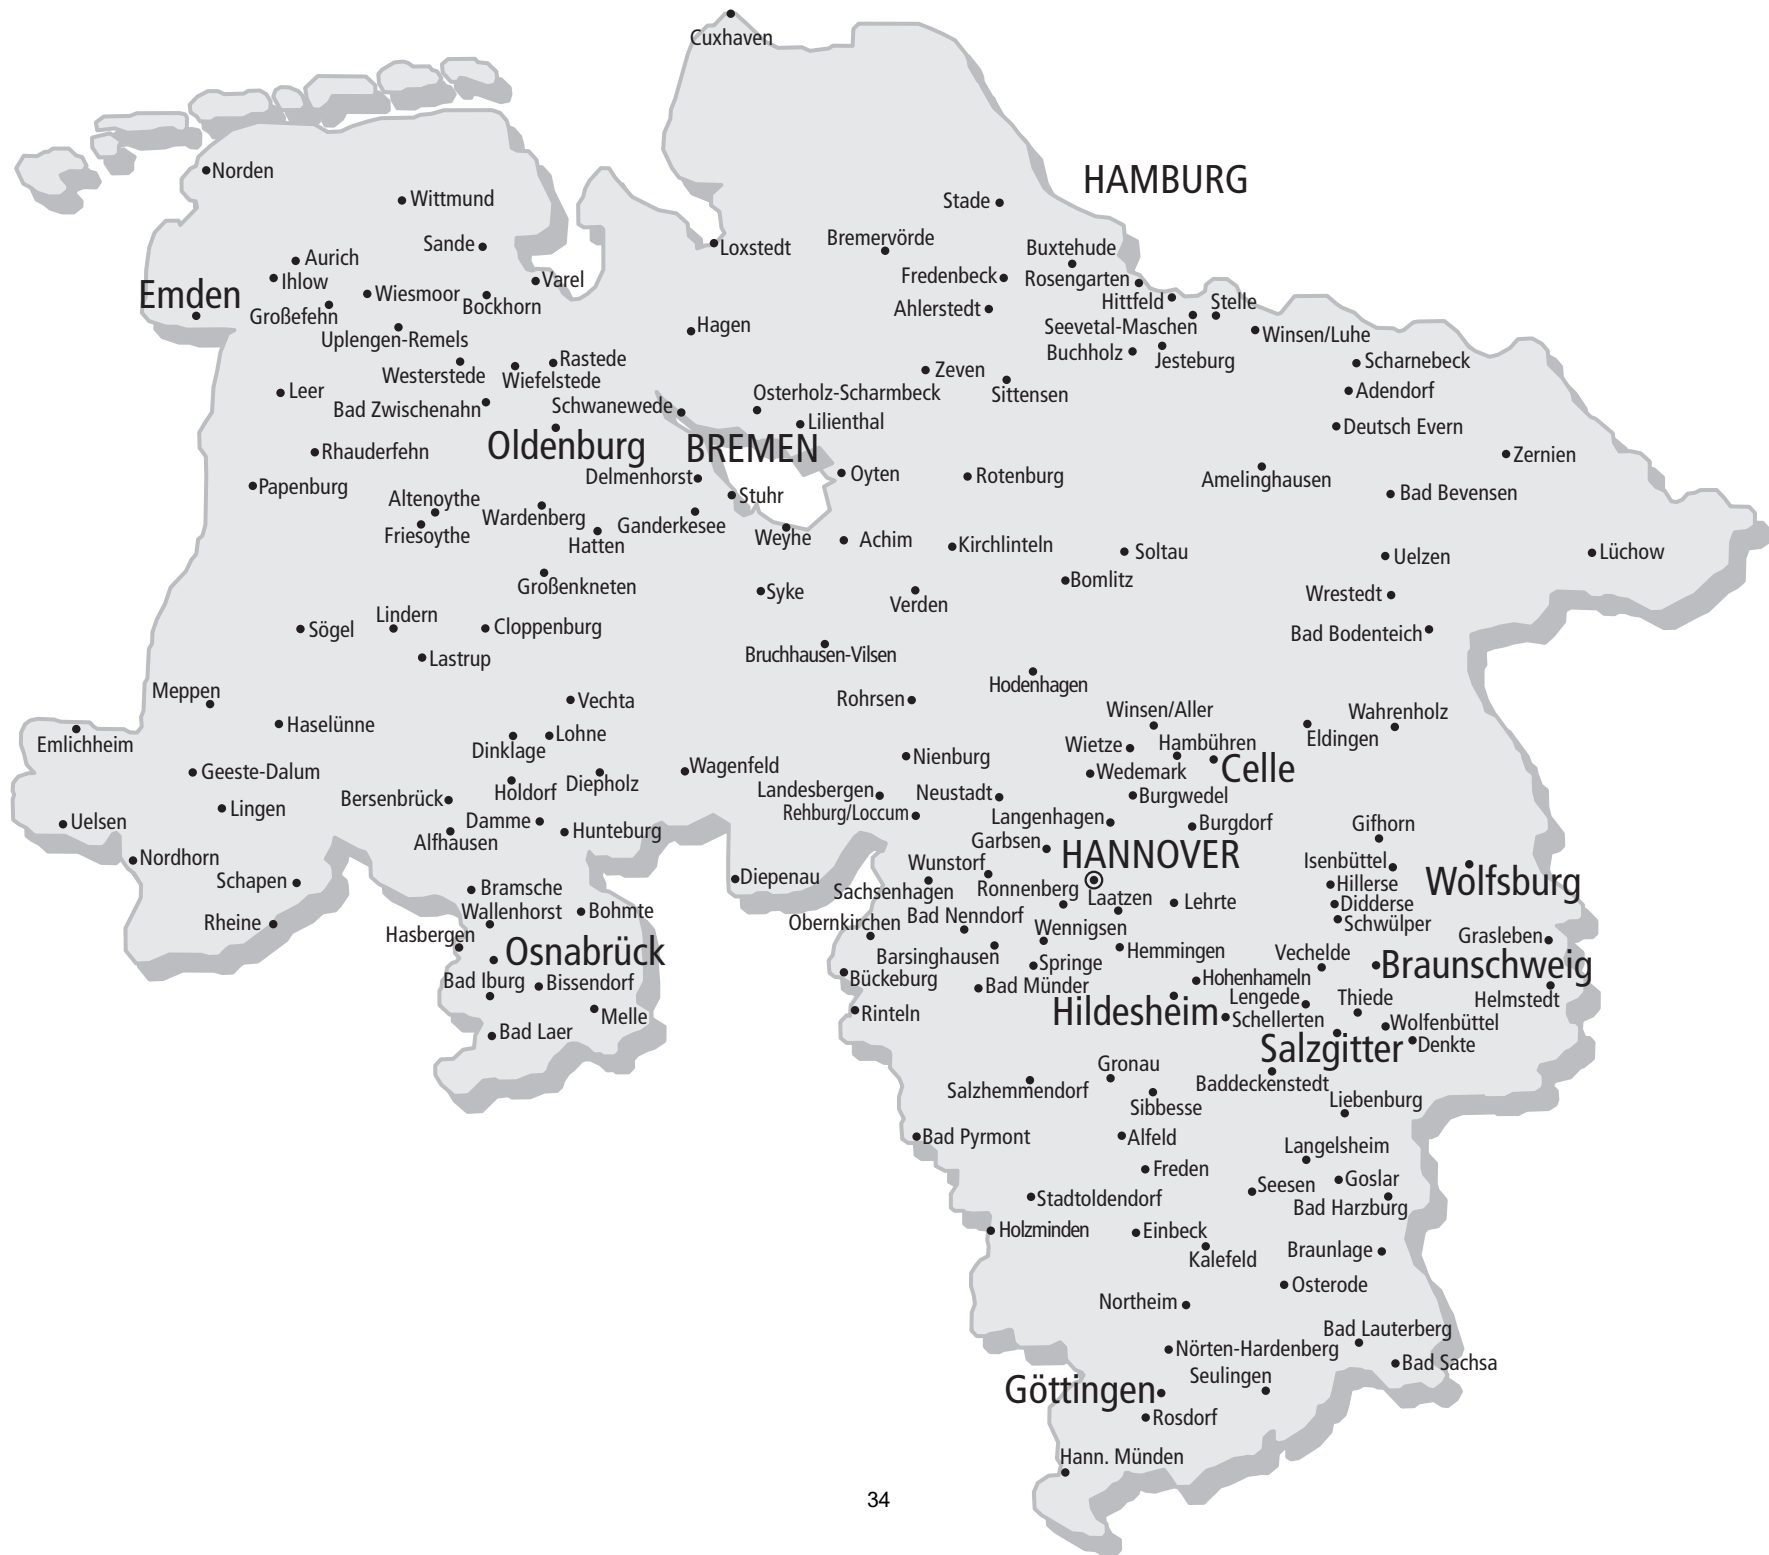 Cuxhaven
Norden
HAMBURG
Wittmund
Stade
Sande
Loxstedt
Bremervörde
Buxtehude
Aurich
Ihlow
Varel
Fredenbeck
Rosengarten
Emden
Wiesmoor
Bockhorn
Hittfeld
Stelle
Großefehn
Ahlerstedt
Hagen
Seevetal-Maschen
Winsen/Luhe
Uplengen-Remels
Buchholz
Jesteburg
Rastede
Scharnebeck
Westerstede
Wiefelstede
Zeven
Leer
Sittensen
Adendorf
Osterholz-Scharmbeck
Bad Zwischenahn
Schwanewede
Lilienthal
Deutsch Evern
Oldenburg
BREMEN
Rhauderfehn
Zernien
Delmenhorst
Oyten
Rotenburg
Amelinghausen
Papenburg
Stuhr
Bad Bevensen
Altenoythe
Wardenberg
Ganderkesee
Friesoythe
Hatten
Weyhe
Achim
Kirchlinteln
Soltau
Uelzen
Lüchow
Großenkneten
Bomlitz
Syke
Verden
Wrestedt
Lindern
Sögel
Cloppenburg
Bad Bodenteich
Lastrup
Bruchhausen-Vilsen
Hodenhagen
Meppen
Vechta
Rohrsen
Winsen/Aller
Wahrenholz
Haselünne
Emlichheim
Lohne
Dinklage
Wietze
Hambühren
Eldingen
Nienburg
Geeste-Dalum
Wagenfeld
Wedemark
Celle
Holdorf
Diepholz
Landesbergen
Neustadt
Burgwedel
Bersenbrück
Lingen
Rehburg/Loccum
Langenhagen
Burgdorf
Gifhorn
Uelsen
Damme
Hunteburg
Alfhausen
Garbsen
HANNOVER
Isenbüttel
Nordhorn
Wunstorf
Schapen
Diepenau
Sachsenhagen
Ronnenberg
Hillerse
Wolfsburg
Bramsche
Laatzen
Lehrte
Didderse
Wallenhorst
Bohmte
Obernkirchen
Bad Nenndorf
Schwülper
Rheine
Hasbergen
Wennigsen
Grasleben
Osnabrück
Barsinghausen
Hemmingen
Vechelde
Springe
Braunschweig
Bad Iburg
Bissendorf
Bückeburg
Bad Münder
Hohenhameln
Lengede
Thiede
Helmstedt
Melle
Rinteln
Hildesheim
Schellerten
Wolfenbüttel
Bad Laer
Salzgitter
Denkte
Gronau
Salzhemmendorf
Baddeckenstedt
Sibbesse
Liebenburg
Bad Pyrmont
Alfeld
Langelsheim
Freden
Goslar
Seesen
Stadtoldendorf
Bad Harzburg
Holzminden
Einbeck
Kalefeld
Braunlage
Osterode
Northeim
Bad Lauterberg
Nörten-Hardenberg
Bad Sachsa
Seulingen
Göttingen
Rosdorf
Hann. Münden
34